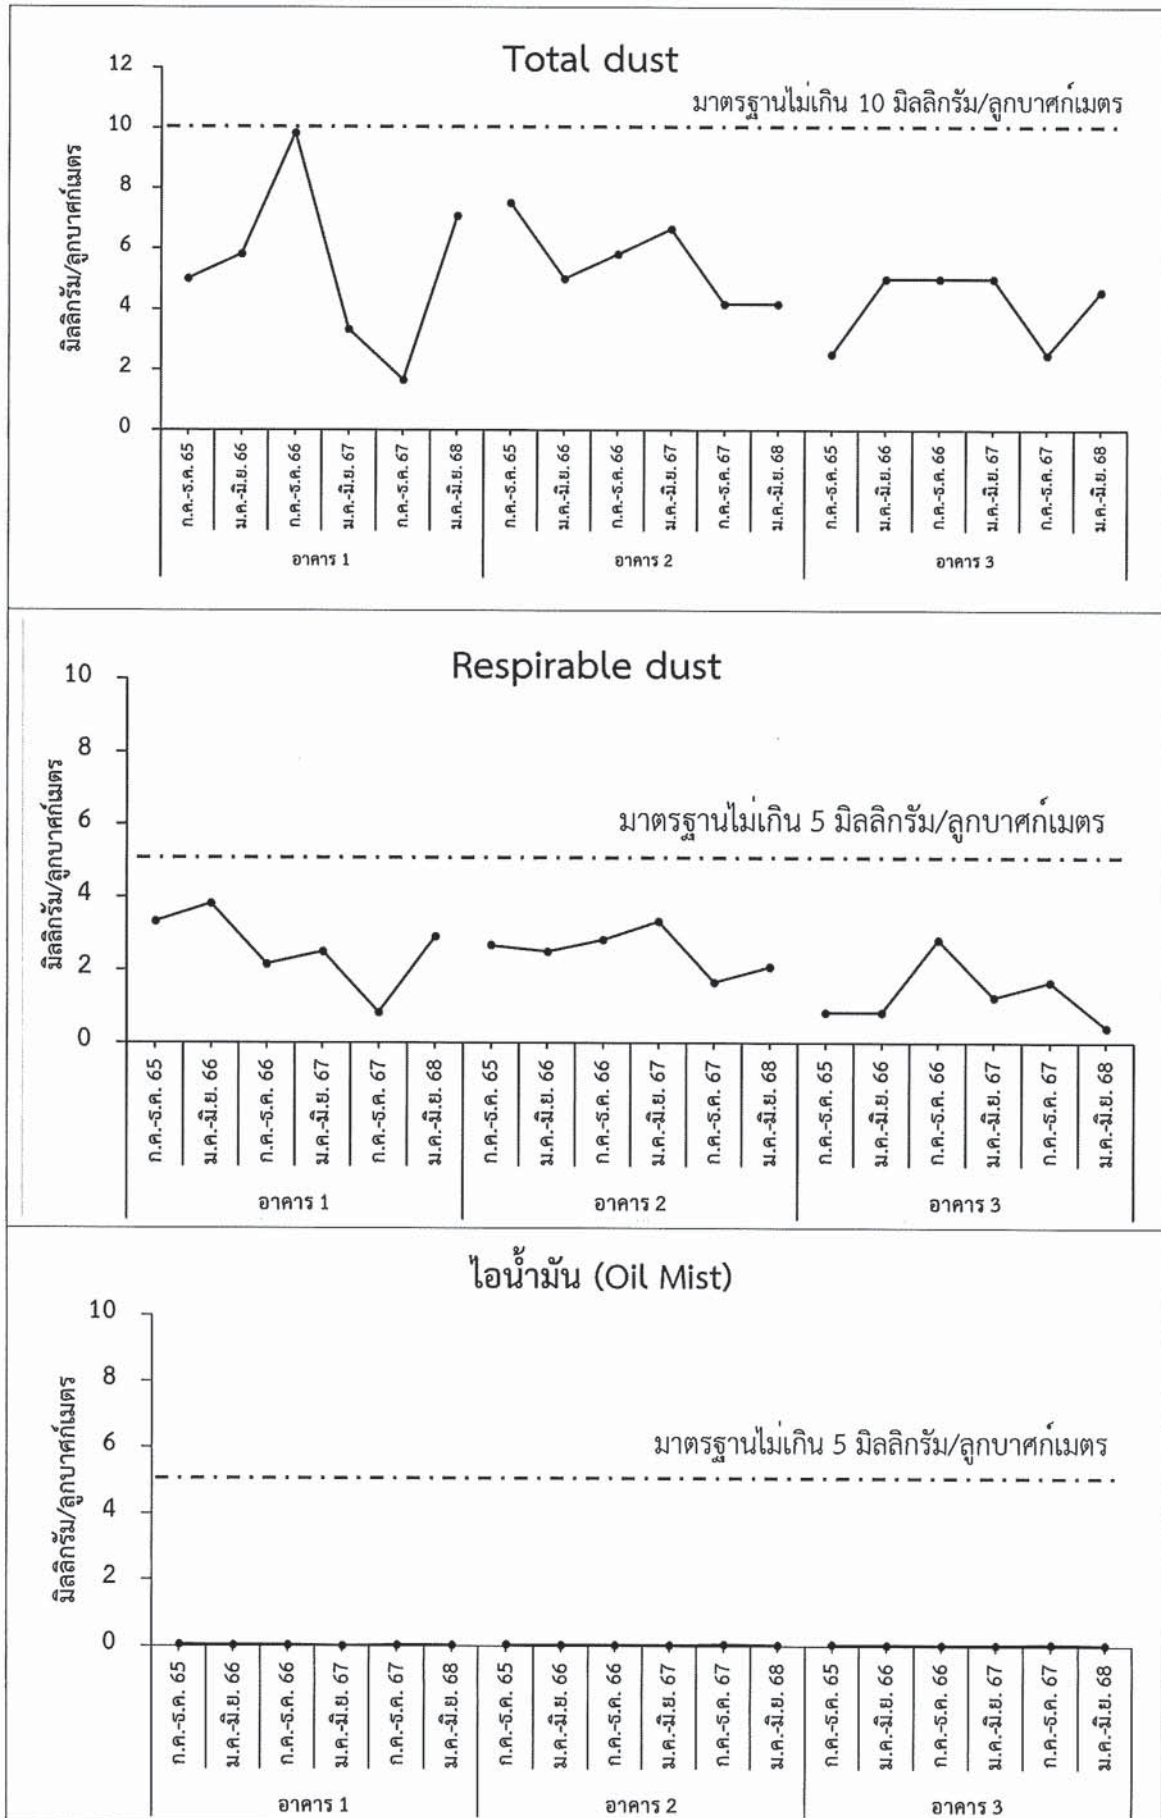 Total dust
มาตรฐานไม่เกิน 10 มิลลิกรัม/ลูกบาศก์เมตร
มิลลิกรัม/ลูกบาศก์เมตร
12
10
8
6
4
2
0
ก.ค.-ธ.ค. 65
ม.ค.-มิ.ย. 66
ก.ค.-ธ.ค. 66
ม.ค.-มิ.ย. 67
ก.ค.-ธ.ค. 67
ม.ค.-มิ.ย. 68
ก.ค.-ธ.ค. 65
ม.ค.-มิ.ย. 66
ก.ค.-ธ.ค. 66
ม.ค.-มิ.ย. 67
ก.ค.-ธ.ค. 67
ม.ค.-มิ.ย. 68
ก.ค.-ธ.ค. 65
ม.ค.-มิ.ย. 66
ก.ค.-ธ.ค. 66
ม.ค.-มิ.ย. 67
ก.ค.-ธ.ค. 67
ม.ค.-มิ.ย. 68
อาคาร 1
อาคาร 2
อาคาร 3
Respirable dust
มาตรฐานไม่เกิน 5 มิลลิกรัม/ลูกบาศก์เมตร
มิลลิกรัม/ลูกบาศก์เมตร
10
8
6
4
2
0
ก.ค.-ธ.ค. 65
ม.ค.-มิ.ย. 66
ก.ค.-ธ.ค. 66
ม.ค.-มิ.ย. 67
ก.ค.-ธ.ค. 67
ม.ค.-มิ.ย. 68
ก.ค.-ธ.ค. 65
ม.ค.-มิ.ย. 66
ก.ค.-ธ.ค. 66
ม.ค.-มิ.ย. 67
ก.ค.-ธ.ค. 67
ม.ค.-มิ.ย. 68
ก.ค.-ธ.ค. 65
ม.ค.-มิ.ย. 66
ก.ค.-ธ.ค. 66
ม.ค.-มิ.ย. 67
ก.ค.-ธ.ค. 67
ม.ค.-มิ.ย. 68
อาคาร 1
อาคาร 2
อาคาร 3
ไอน้ำมัน (Oil Mist)
มาตรฐานไม่เกิน 5 มิลลิกรัม/ลูกบาศก์เมตร
มิลลิกรัม/ลูกบาศก์เมตร
10
8
6
4
2
0
ก.ค.-ธ.ค. 65
ม.ค.-มิ.ย. 66
ก.ค.-ธ.ค. 66
ม.ค.-มิ.ย. 67
ก.ค.-ธ.ค. 67
ม.ค.-มิ.ย. 68
ก.ค.-ธ.ค. 65
ม.ค.-มิ.ย. 66
ก.ค.-ธ.ค. 66
ม.ค.-มิ.ย. 67
ก.ค.-ธ.ค. 67
ม.ค.-มิ.ย. 68
ก.ค.-ธ.ค. 65
ม.ค.-มิ.ย. 66
ก.ค.-ธ.ค. 66
ม.ค.-มิ.ย. 67
ก.ค.-ธ.ค. 67
ม.ค.-มิ.ย. 68
อาคาร 1
อาคาร 2
อาคาร 3